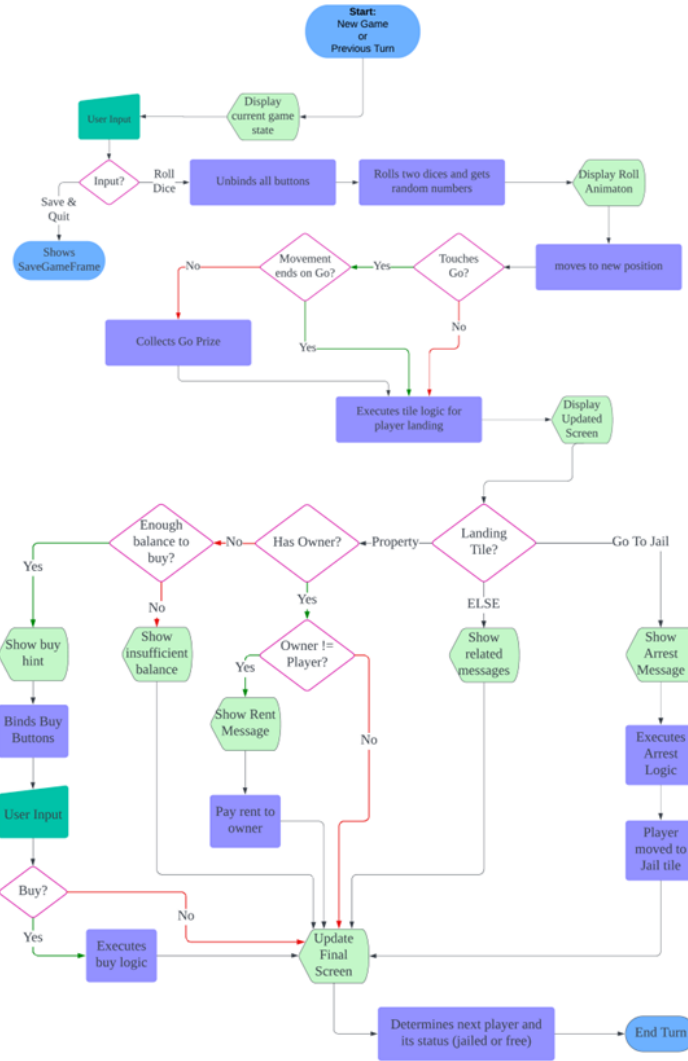 Start:
New Game
or
Previous Turn
Display
current game
state
User Input
Input?
Roll
Dice
Unbinds all buttons
Rolls two dices and gets
random numbers
Display Roll
Animaton
Save &
Quit
Shows
SaveGameFrame
moves to new position
Touches
Go?
Yes
Movement
ends on Go?
No
Collects Go Prize
Yes
No
Executes tile logic for
player landing
Display
Updated
Screen
Landing
Tile?
Property
Has Owner?
No
Enough
balance to
buy?
Go To Jail
Yes
No
Yes
ELSE
Show buy
hint
Show
insufficient
balance
Owner !=
Player?
Yes
No
Show Rent
Message
Show
related
messages
Show
Arrest
Message
Binds Buy
Buttons
Executes
Arrest
Logic
User Input
Pay rent to
owner
Player
moved to
Jail tile
Buy?
No
Yes
Executes
buy logic
Update
Final
Screen
Determines next player and
its status (jailed or free)
End Turn